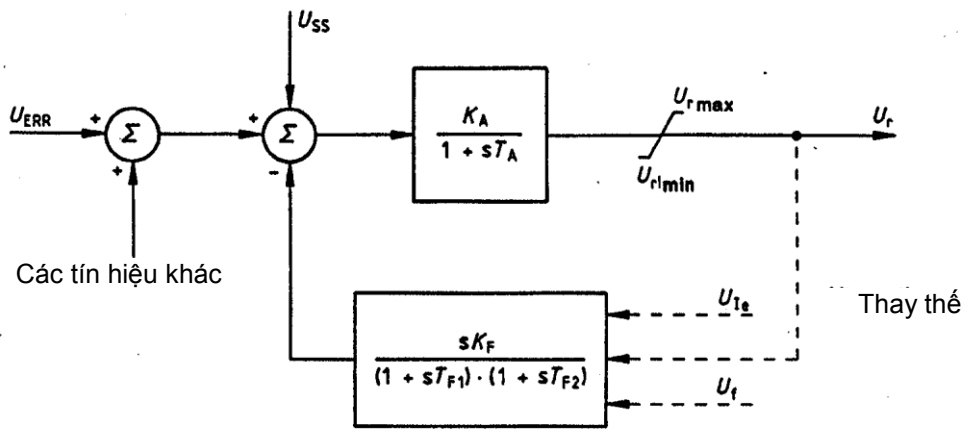 U_SS
U_ERR
+
Σ
+
+
Σ
-
K_A
1 + sT_A
U_r max
U_r min
U_r
Các tín hiệu khác
sK_F
(1 + sT_F1) · (1 + sT_F2)
U_Ie
U_f
Thay thế